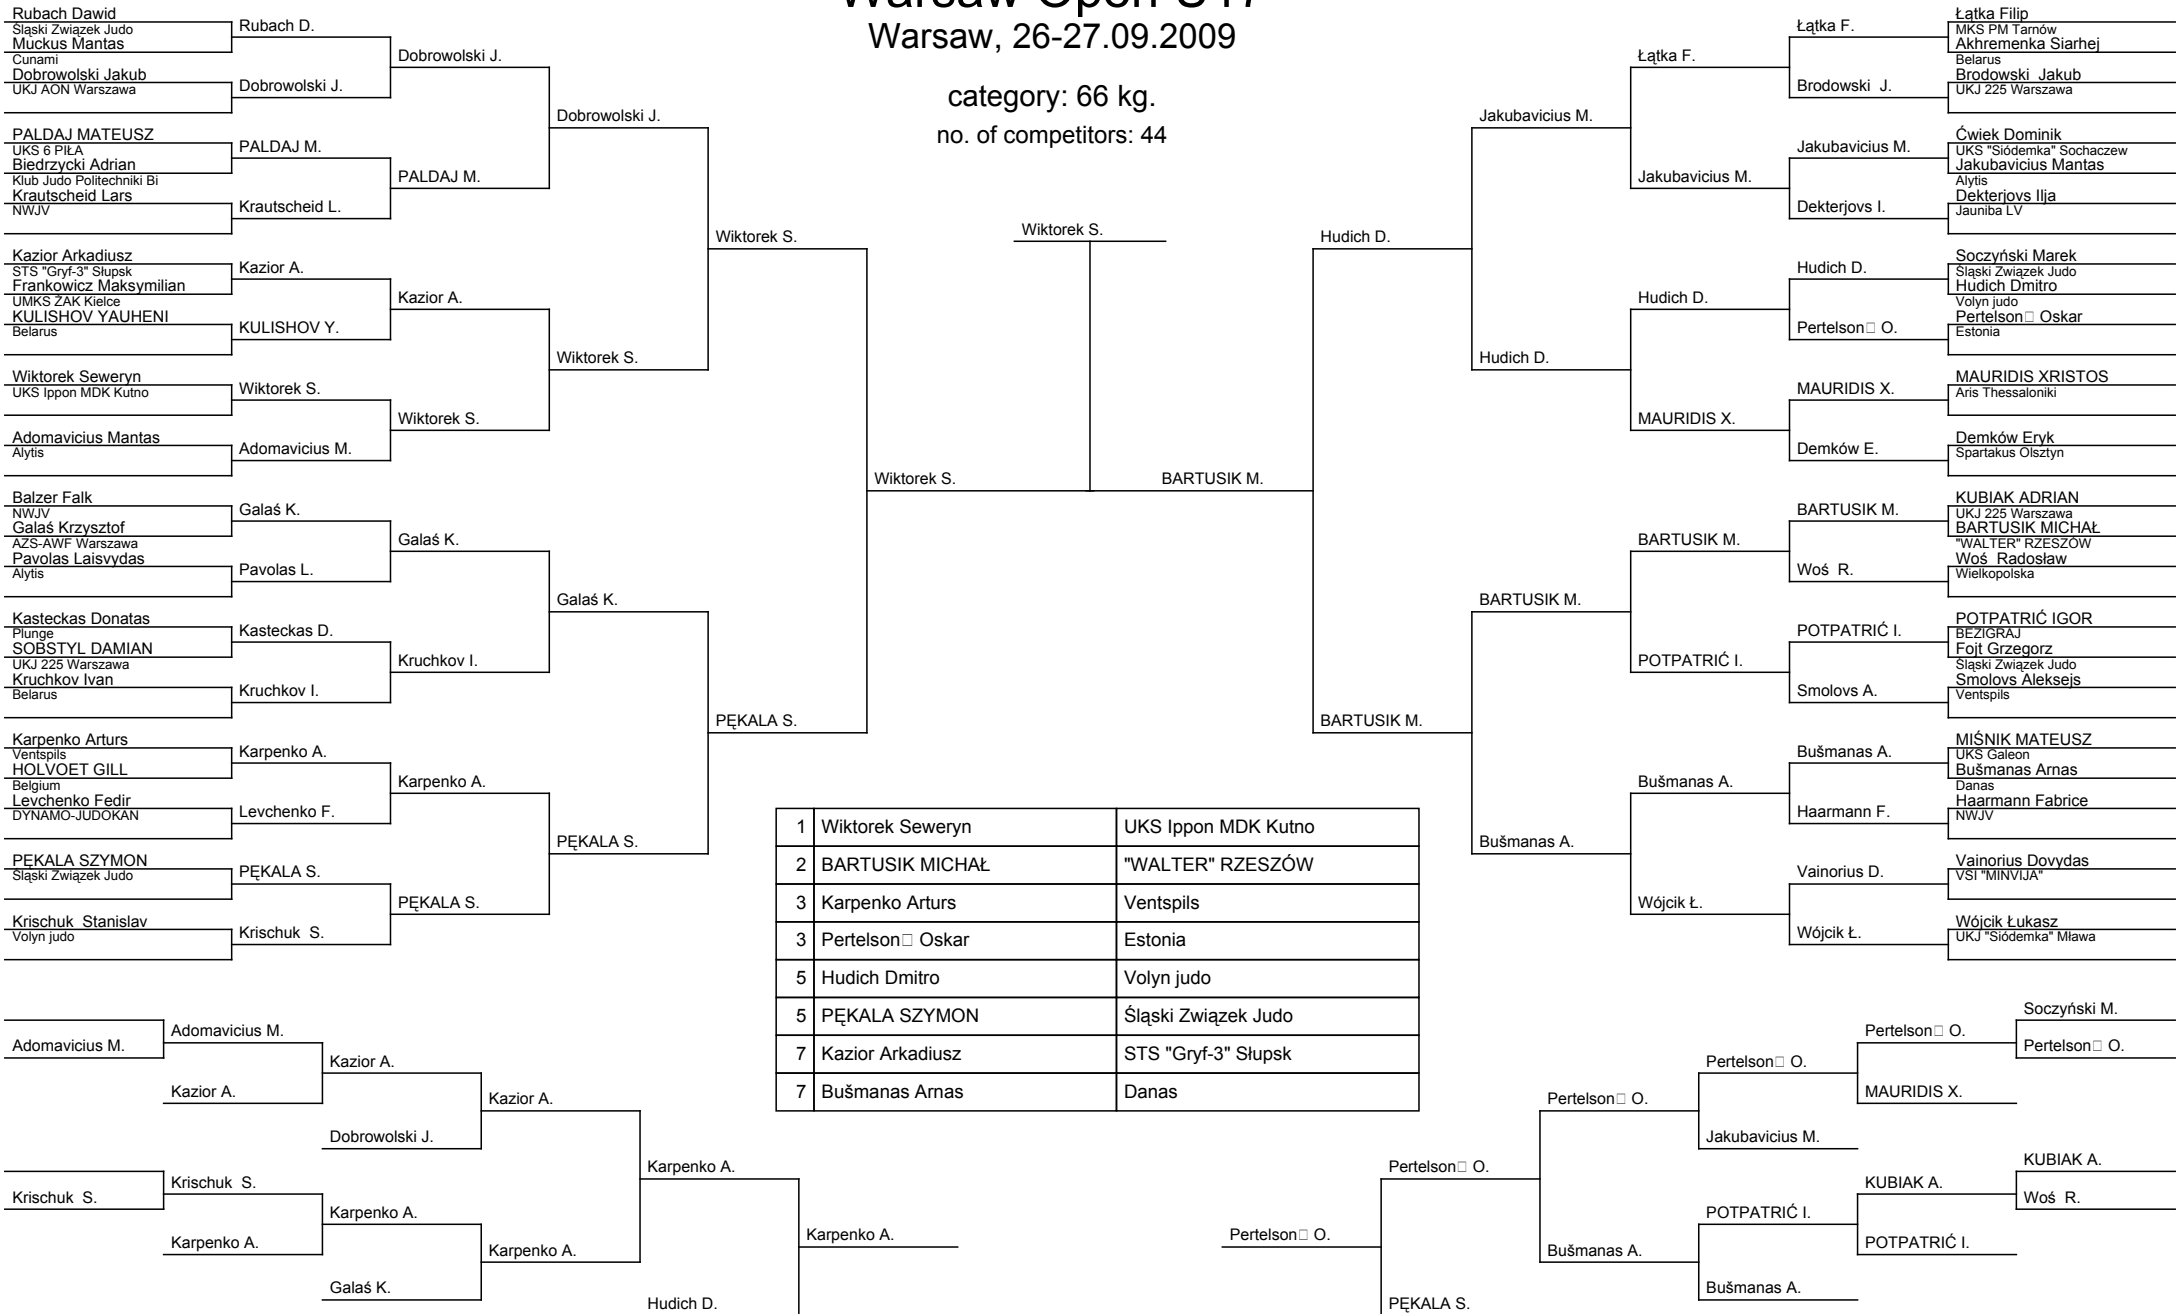 Warsaw Open U17
Warsaw, 26-27.09.2009
category: 66 kg.
no. of competitors: 44
Rubach Dawid
Śląski Związek Judo
Muckus Mantas
Cunami
Dobrowolski Jakub
UKJ AON Warszawa
PALDAJ MATEUSZ
UKS 6 PIŁA
Biedrzycki Adrian
Klub Judo Politechniki Bi
Krautscheid Lars
NWJV
Kazior Arkadiusz
STS "Gryf-3" Słupsk
Frankowicz Maksymilian
UMKS ŻAK Kielce
KULISHOV YAUHENI
Belarus
Wiktorek Seweryn
UKS Ippon MDK Kutno
Adomavicius Mantas
Alytis
Balzer Falk
NWJV
Galaś Krzysztof
AZS-AWF Warszawa
Pavolas Laisvydas
Alytis
Kasteckas Donatas
Plunge
SOBSTYL DAMIAN
UKJ 225 Warszawa
Kruchkov Ivan
Belarus
Karpenko Arturs
Ventspils
HOLVOET GILL
Belgium
Levchenko Fedir
DYNAMO-JUDOKAN
PĘKALA SZYMON
Śląski Związek Judo
Krischuk Stanislav
Volyn judo
Rubach D.
Dobrowolski J.
PALDAJ M.
Krautscheid L.
Kazior A.
KULISHOV Y.
Wiktorek S.
Adomavicius M.
Galaś K.
Pavolas L.
Kasteckas D.
Kruchkov I.
Karpenko A.
Levchenko F.
PĘKALA S.
Krischuk S.
Dobrowolski J.
PALDAJ M.
Kazior A.
Wiktorek S.
Galaś K.
Kruchkov I.
Karpenko A.
PĘKALA S.
Dobrowolski J.
Wiktorek S.
Galaś K.
PĘKALA S.
Wiktorek S.
PĘKALA S.
Wiktorek S.
Wiktorek S.
BARTUSIK M.
Hudich D.
BARTUSIK M.
Jakubavicius M.
Hudich D.
BARTUSIK M.
Bušmanas A.
Łątka F.
Jakubavicius M.
Hudich D.
MAURIDIS X.
BARTUSIK M.
POTPATRIĆ I.
Bušmanas A.
Wójcik Ł.
Łątka F.
Brodowski J.
Jakubavicius M.
Dekterjovs I.
Hudich D.
Pertelson□ O.
MAURIDIS X.
Demków E.
BARTUSIK M.
Woś R.
POTPATRIĆ I.
Smolovs A.
Bušmanas A.
Haarmann F.
Vainorius D.
Wójcik Ł.
Łątka Filip
MKS PM Tarnów
Akhremenka Siarhej
Belarus
Brodowski Jakub
UKJ 225 Warszawa
Ćwiek Dominik
UKS "Siódemka" Sochaczew
Jakubavicius Mantas
Alytis
Dekterjovs Ilja
Jauniba LV
Soczyński Marek
Śląski Związek Judo
Hudich Dmitro
Volyn judo
Pertelson□ Oskar
Estonia
MAURIDIS XRISTOS
Aris Thessaloniki
Demków Eryk
Spartakus Olsztyn
KUBIAK ADRIAN
UKJ 225 Warszawa
BARTUSIK MICHAŁ
"WALTER" RZESZÓW
Woś Radosław
Wielkopolska
POTPATRIĆ IGOR
BEZIGRAJ
Fojt Grzegorz
Śląski Związek Judo
Smolovs Aleksejs
Ventspils
MIŚNIK MATEUSZ
UKS Galeon
Bušmanas Arnas
Danas
Haarmann Fabrice
NWJV
Vainorius Dovydas
VSI "MINVIJA"
Wójcik Łukasz
UKJ "Siódemka" Mława
1 Wiktorek Seweryn UKS Ippon MDK Kutno
2 BARTUSIK MICHAŁ "WALTER" RZESZÓW
3 Karpenko Arturs Ventspils
3 Pertelson□ Oskar Estonia
5 Hudich Dmitro Volyn judo
5 PĘKALA SZYMON Śląski Związek Judo
7 Kazior Arkadiusz STS "Gryf-3" Słupsk
7 Bušmanas Arnas Danas
Adomavicius M.
Krischuk S.
Adomavicius M.
Kazior A.
Krischuk S.
Karpenko A.
Kazior A.
Dobrowolski J.
Karpenko A.
Galaś K.
Kazior A.
Karpenko A.
Karpenko A.
Hudich D.
Karpenko A.
Pertelson□ O.
Pertelson□ O.
PĘKALA S.
Pertelson□ O.
Bušmanas A.
Pertelson□ O.
Jakubavicius M.
POTPATRIĆ I.
Bušmanas A.
Pertelson□ O.
MAURIDIS X.
KUBIAK A.
POTPATRIĆ I.
Soczyński M.
Pertelson□ O.
KUBIAK A.
Woś R.